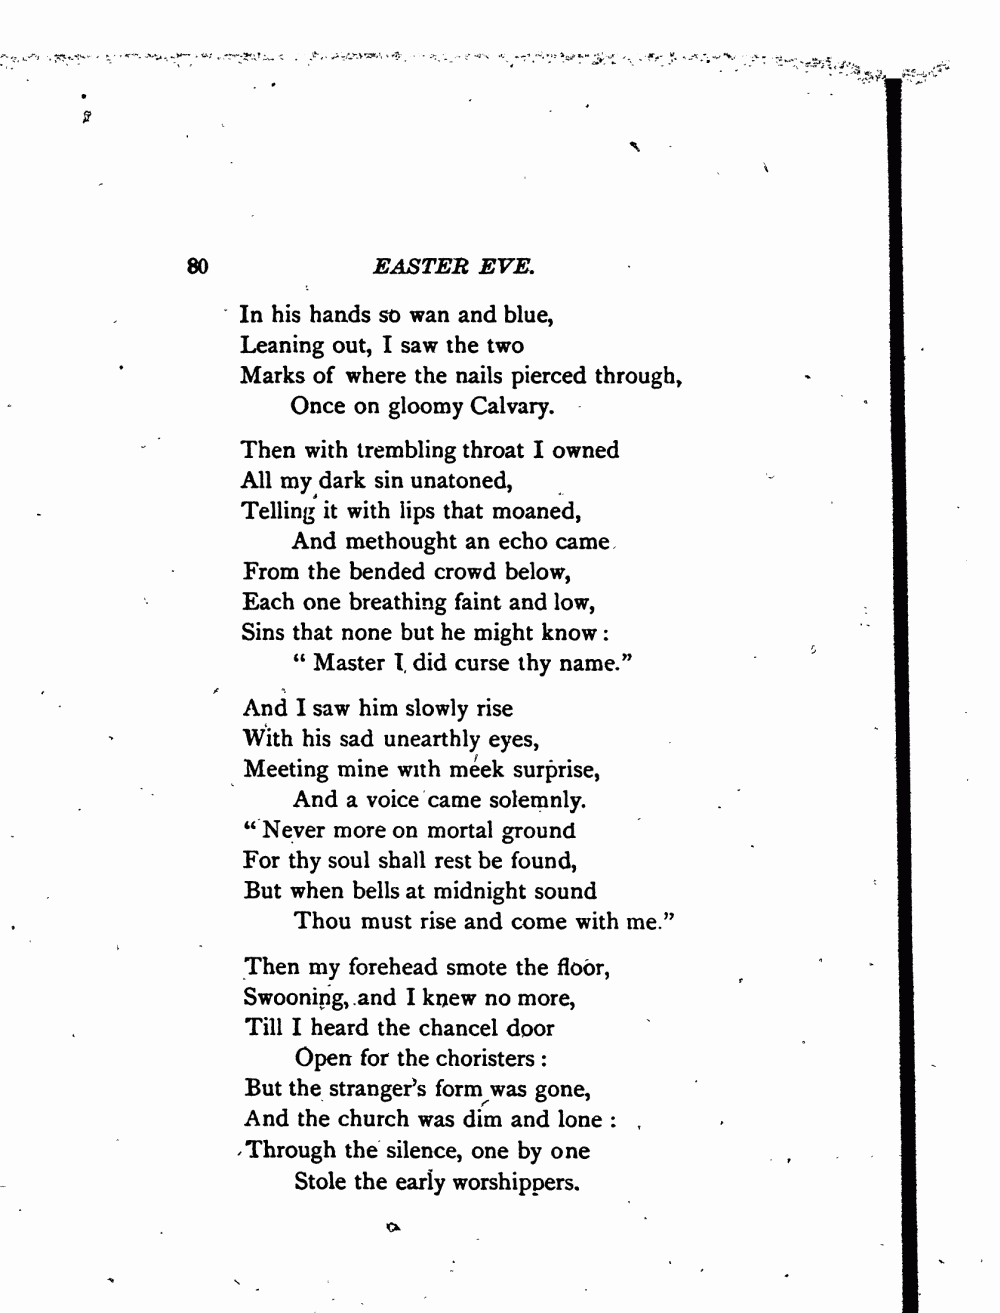 80 EASTER EVE.
In his hands so wan and blue,
Leaning out, I saw the two
Marks of where the nails pierced through,
Once on gloomy Calvary.
Then with trembling throat I owned
All my dark sin unatoned,
Telling it with lips that moaned,
And methought an echo came
From the bended crowd below,
Each one breathing faint and low,
Sins that none but he might know :
“ Master I did curse thy name.”
And I saw him slowly rise
With his sad unearthly eyes,
Meeting mine with meek surprise,
And a voice came solemnly.
“ Never more on mortal ground
For thy soul shall rest be found,
But when bells at midnight sound
Thou must rise and come with me.”
Then my forehead smote the floor,
Swooning, and I knew no more,
Till I heard the chancel door
Open for the choristers :
But the stranger’s form was gone,
And the church was dim and lone :
Through the silence, one by one
Stole the early worshippers.